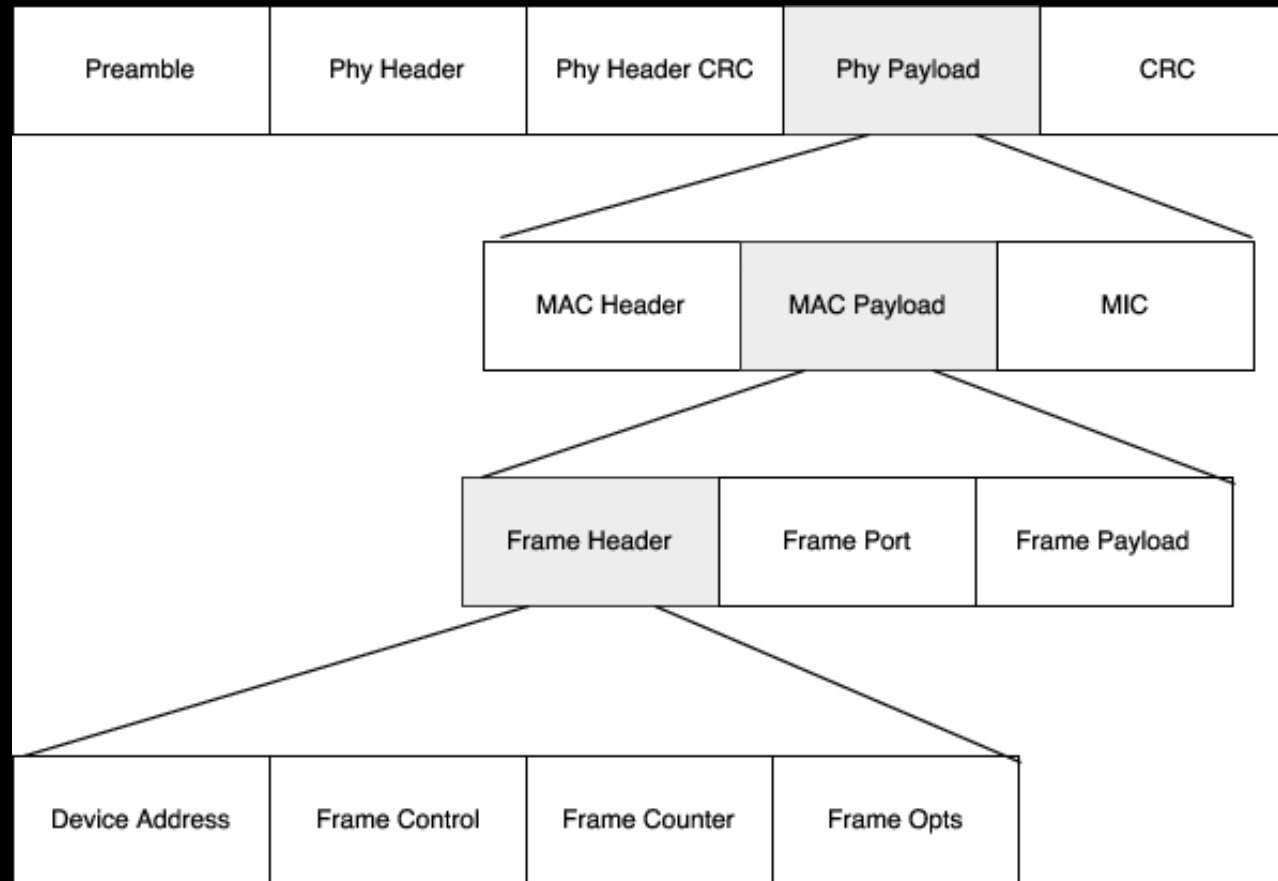 Preamble
Phy Header
Phy Header CRC
Phy Payload
CRC
MAC Header
MAC Payload
MIC
Frame Header
Frame Port
Frame Payload
Device Address
Frame Control
Frame Counter
Frame Opts